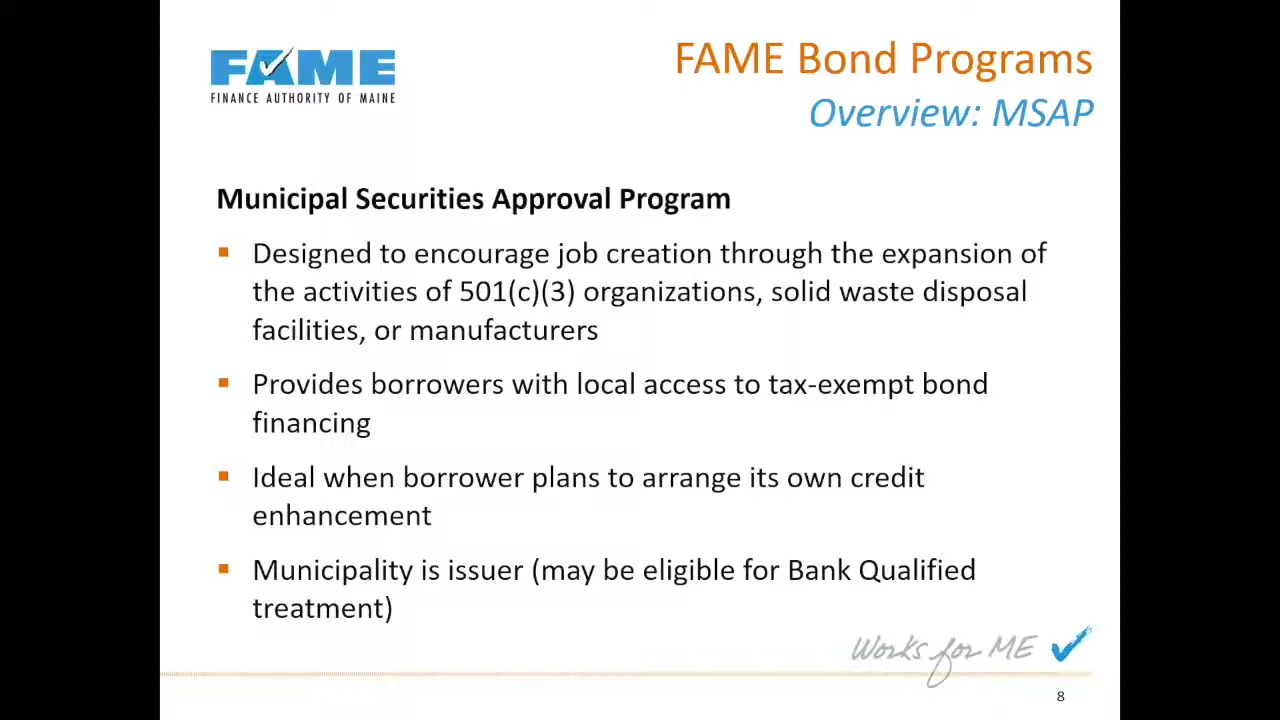 FAME
FINANCE AUTHORITY OF MAINE
FAME Bond Programs
Overview: MSAP
Municipal Securities Approval Program
▪ Designed to encourage job creation through the expansion of
the activities of 501(c)(3) organizations, solid waste disposal
facilities, or manufacturers
▪ Provides borrowers with local access to tax-exempt bond
financing
▪ Ideal when borrower plans to arrange its own credit
enhancement
▪ Municipality is issuer (may be eligible for Bank Qualified
treatment)
Works for ME
8